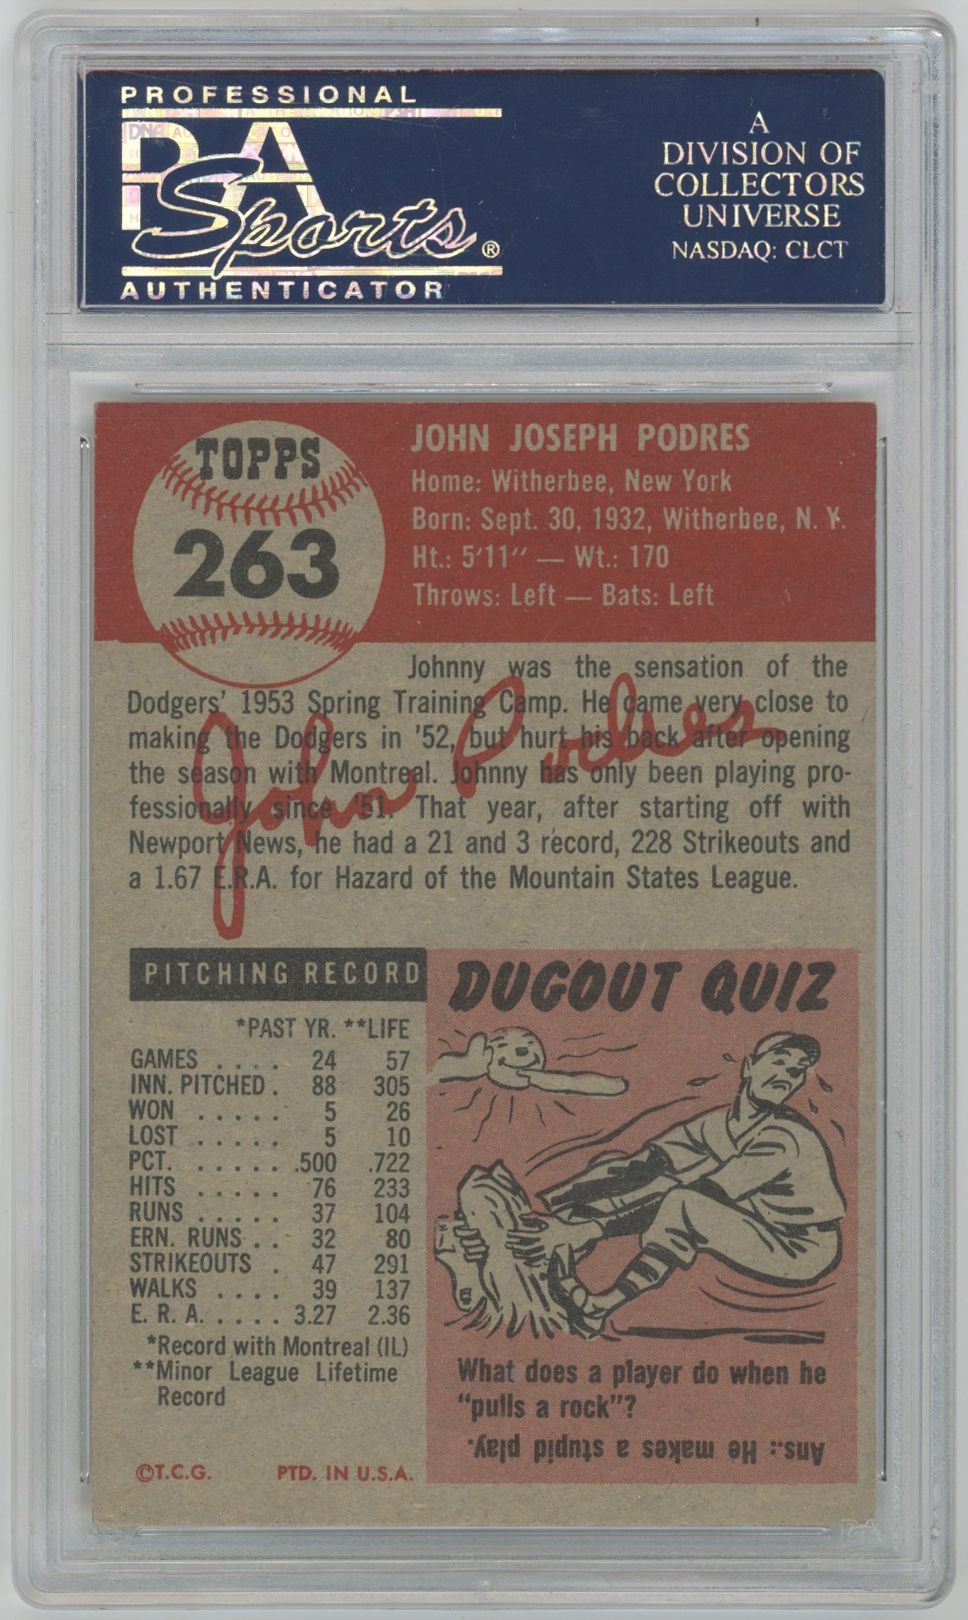 PROFESSIONAL
PSA
Sports®
AUTHENTICATOR
A
DIVISION OF
COLLECTORS
UNIVERSE
NASDAQ: CLCT
TOPPS
263
JOHN JOSEPH PODRES
Home: Witherbee, New York
Born: Sept. 30, 1932, Witherbee, N. Y.
Ht.: 5'11" — Wt.: 170
Throws: Left — Bats: Left
Johnny was the sensation of the
Dodgers' 1953 Spring Training Camp. He came very close to
making the Dodgers in '52, but hurt his back after opening
the season with Montreal. Johnny has only been playing pro-
fessionally since '51. That year, after starting off with
Newport News, he had a 21 and 3 record, 228 Strikeouts and
a 1.67 E.R.A. for Hazard of the Mountain States League.
John Podres
PITCHING RECORD
*PAST YR. **LIFE
GAMES . . . . 24 57
INN. PITCHED . 88 305
WON . . . . . 5 26
LOST . . . . . 5 10
PCT. . . . . . . .500 .722
HITS . . . . . 76 233
RUNS . . . . . 37 104
ERN. RUNS . . 32 80
STRIKEOUTS . 47 291
WALKS . . . . 39 137
E. R. A. . . . . . 3.27 2.36
*Record with Montreal (IL)
**Minor League Lifetime
Record
©T.C.G. PTD. IN U.S.A.
DUGOUT QUIZ
What does a player do when he
"pulls a rock"?
Ans.: He makes a stupid play.